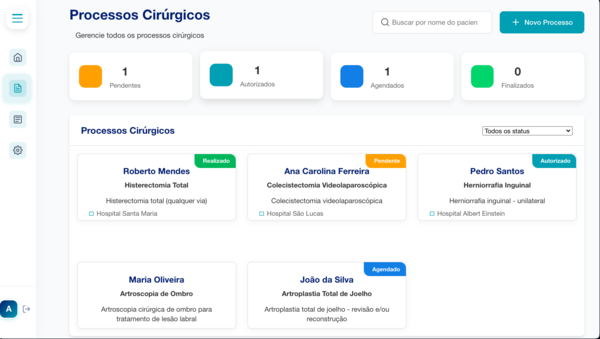 Processos Cirúrgicos
Gerencie todos os processos cirúrgicos
Buscar por nome do pacien
+ Novo Processo
1
Pendentes
1
Autorizados
1
Agendados
0
Finalizados
Processos Cirúrgicos
Todos os status
Realizado
Roberto Mendes
Histerectomia Total
Histerectomia total (qualquer via)
Hospital Santa Maria
Pendente
Ana Carolina Ferreira
Colecistectomia Videolaparoscópica
Colecistectomia videolaparoscópica
Hospital São Lucas
Autorizado
Pedro Santos
Herniorrafia Inguinal
Herniorrafia inguinal - unilateral
Hospital Albert Einstein
Maria Oliveira
Artroscopia de Ombro
Artroscopia cirúrgica de ombro para
tratamento de lesão labral
Agendado
João da Silva
Artroplastia Total de Joelho
Artroplastia total de joelho - revisão e/ou
reconstrução
A